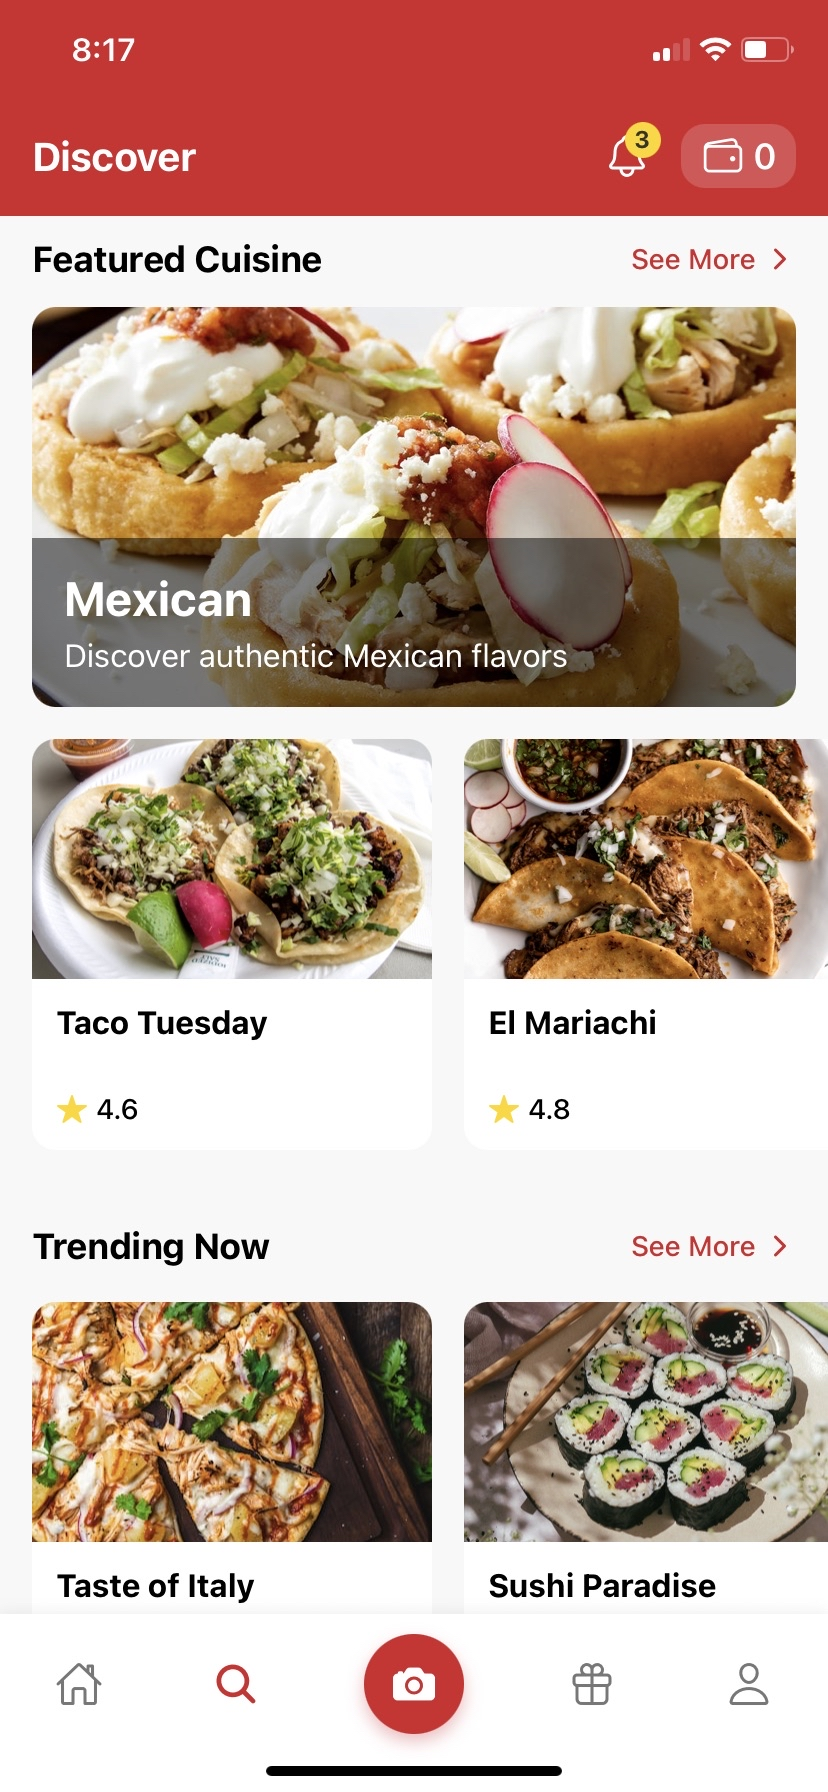 8:17
Discover
3
0
Featured Cuisine
See More
Mexican
Discover authentic Mexican flavors
Taco Tuesday
El Mariachi
4.6
4.8
Trending Now
See More
Taste of Italy
Sushi Paradise